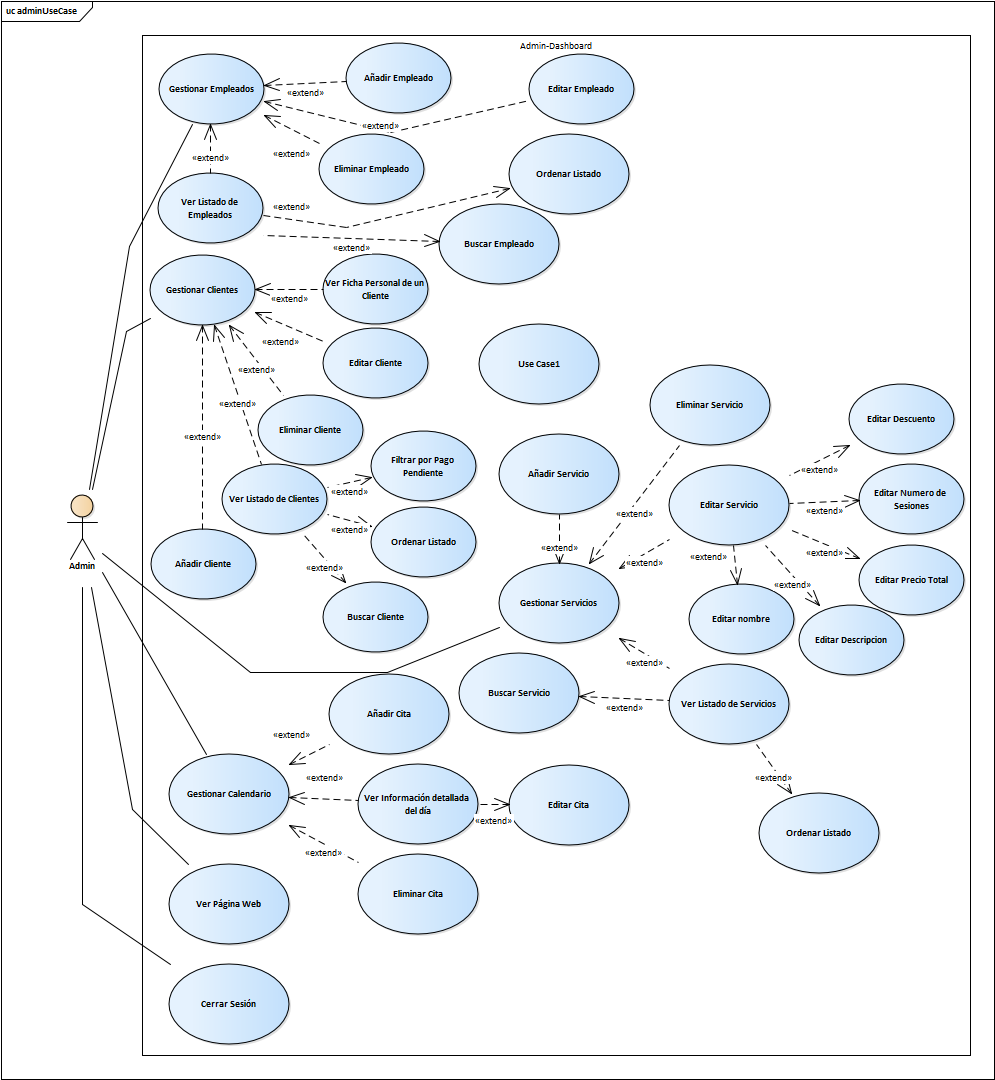 uc adminUseCase
Admin-Dashboard
Gestionar Empleados
Añadir Empleado
Editar Empleado
«extend»
«extend»
«extend»
«extend»
Eliminar Empleado
Ordenar Listado
Ver Listado de
Empleados
«extend»
«extend»
Buscar Empleado
Gestionar Clientes
Ver Ficha Personal de un
Cliente
«extend»
«extend»
Editar Cliente
«extend»
«extend»
«extend»
Eliminar Cliente
Use Case1
Filtrar por Pago
Pendiente
Ver Listado de Clientes
«extend»
«extend»
Ordenar Listado
«extend»
Añadir Cliente
Buscar Cliente
Admin
Eliminar Servicio
Añadir Servicio
Editar Servicio
Editar Descuento
«extend»
Editar Numero de
Sesiones
«extend»
«extend»
«extend»
«extend»
«extend»
«extend»
«extend»
Editar Precio Total
Gestionar Servicios
Editar nombre
Editar Descripcion
«extend»
Buscar Servicio
Ver Listado de Servicios
«extend»
«extend»
Ordenar Listado
Añadir Cita
«extend»
Gestionar Calendario
«extend»
Ver Información detallada
del día
«extend»
Editar Cita
«extend»
Eliminar Cita
Ver Página Web
Cerrar Sesión